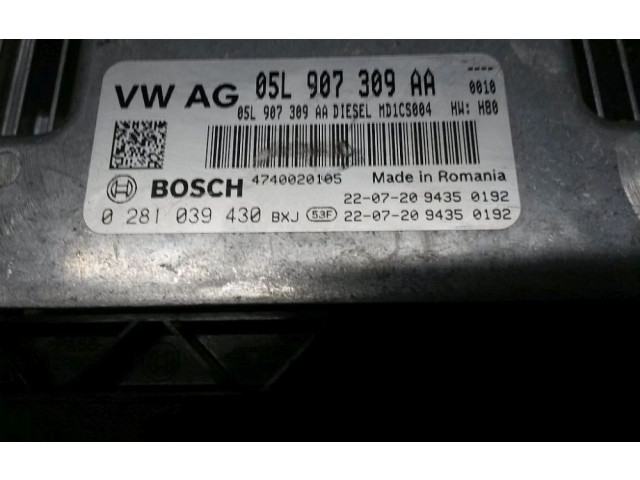 ----
VW AG 05L 907 309 AA 0010
05L 907 309 AA DIESEL MD1CS004 HW: H80
BOSCH 4740020105 Made in Romania
22-07-20 9435 0192
0 281 039 430 BXJ 53F 22-07-20 9435 0192